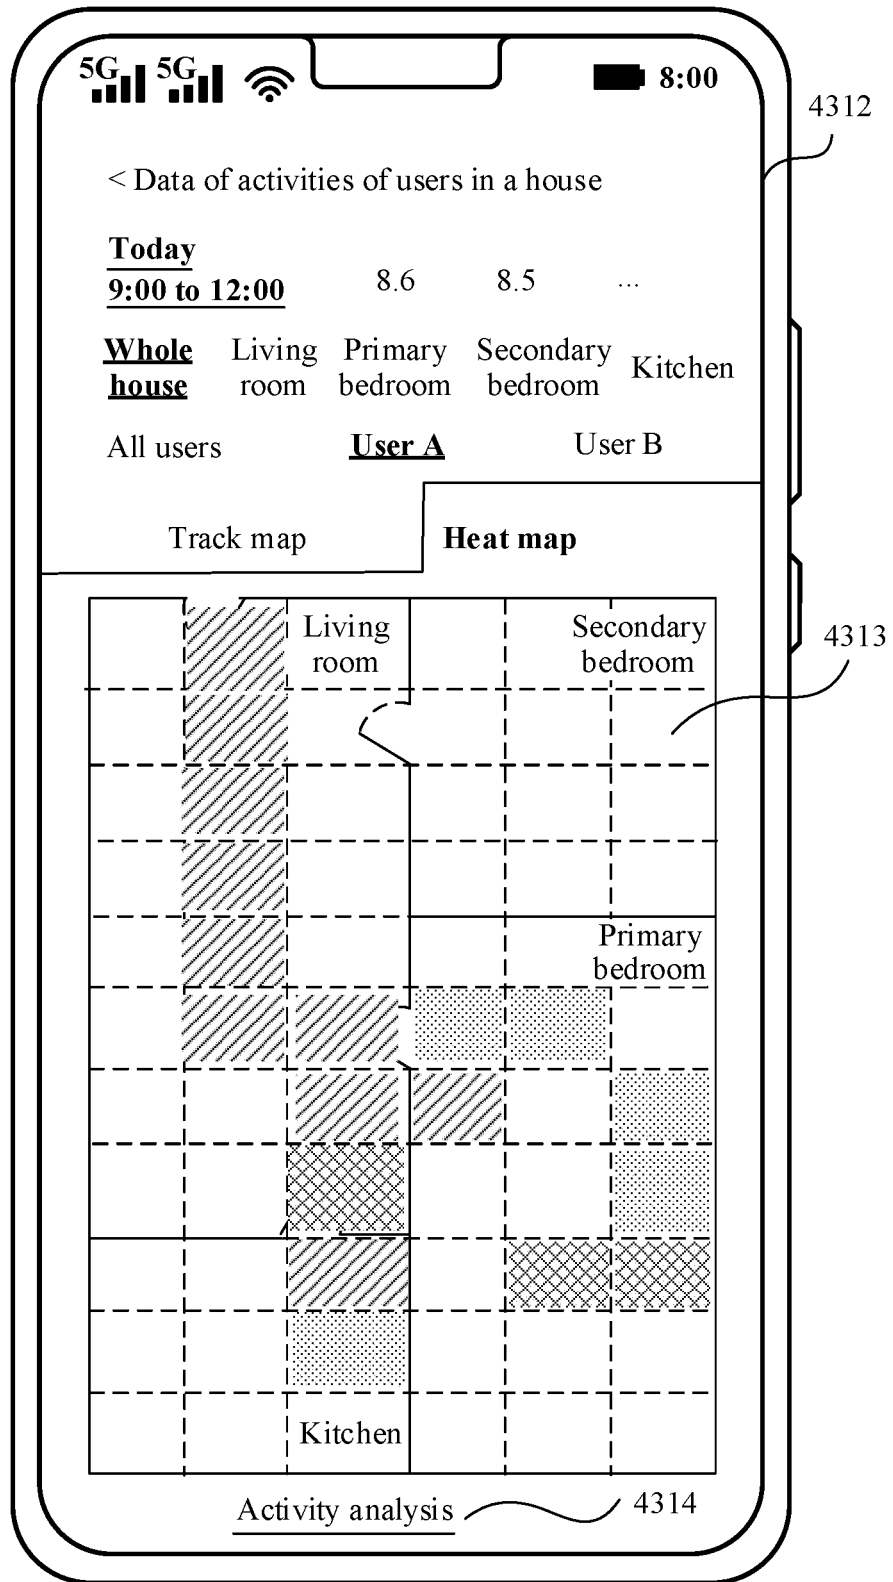 5G 5G 8:00
4312
< Data of activities of users in a house
Today
9:00 to 12:00 8.6 8.5 ...
Whole house Living room Primary bedroom Secondary bedroom Kitchen
All users User A User B
Track map Heat map
Living room Secondary bedroom
4313
Primary bedroom
Kitchen
Activity analysis 4314